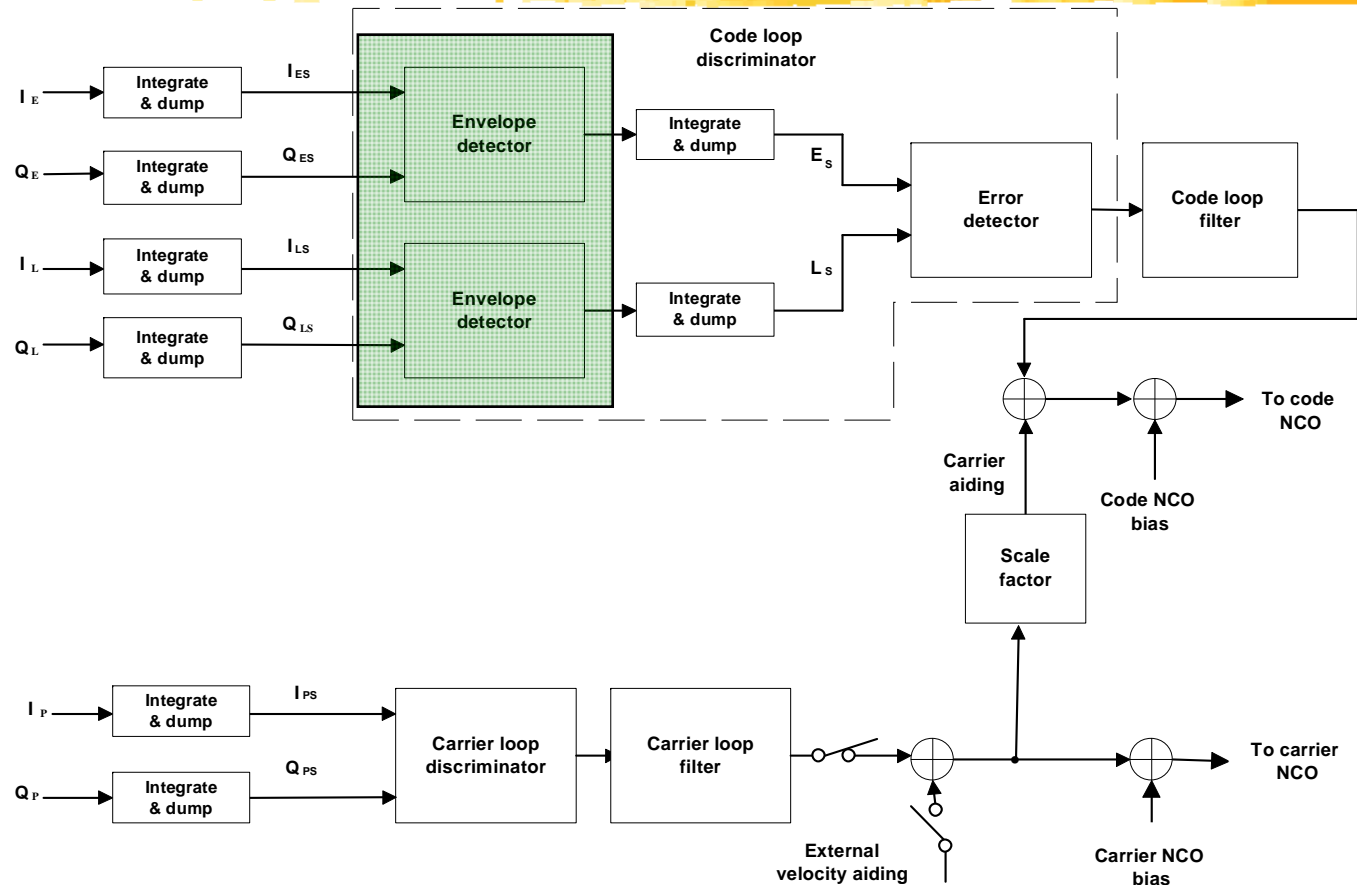 Code loop
discriminator
I E
Integrate
& dump
I ES
Q E
Integrate
& dump
Q ES
Envelope
detector
Integrate
& dump
E S
I L
Integrate
& dump
I LS
Q L
Integrate
& dump
Q LS
Envelope
detector
Integrate
& dump
L S
Error
detector
Code loop
filter
To code
NCO
Carrier
aiding
Code NCO
bias
Scale
factor
I P
Integrate
& dump
I PS
Q P
Integrate
& dump
Q PS
Carrier loop
discriminator
Carrier loop
filter
External
velocity aiding
To carrier
NCO
Carrier NCO
bias